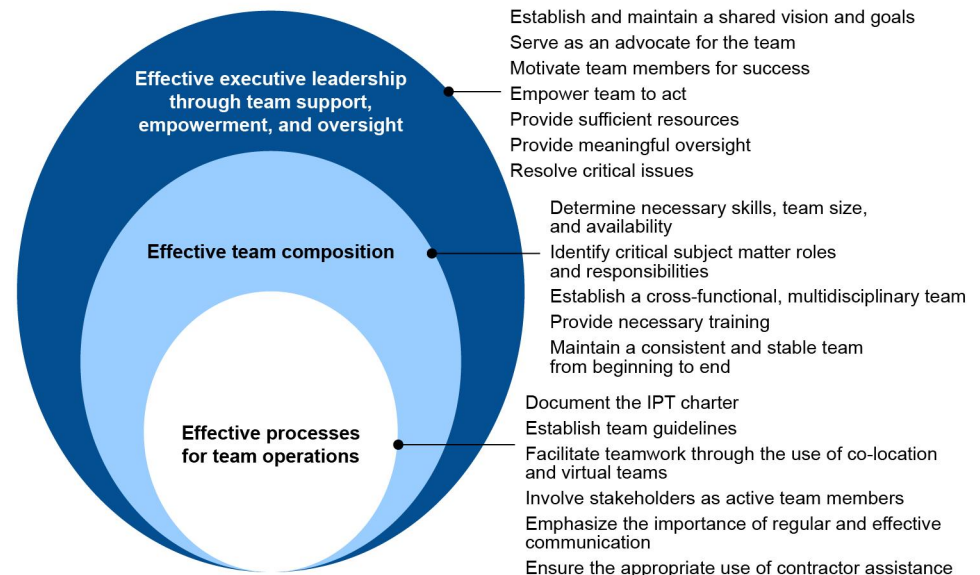 Effective executive leadership
through team support,
empowerment, and oversight
Establish and maintain a shared vision and goals
Serve as an advocate for the team
Motivate team members for success
Empower team to act
Provide sufficient resources
Provide meaningful oversight
Resolve critical issues
Effective team composition
Determine necessary skills, team size,
and availability
Identify critical subject matter roles
and responsibilities
Establish a cross-functional, multidisciplinary team
Provide necessary training
Maintain a consistent and stable team
from beginning to end
Effective processes
for team operations
Document the IPT charter
Establish team guidelines
Facilitate teamwork through the use of co-location
and virtual teams
Involve stakeholders as active team members
Emphasize the importance of regular and effective
communication
Ensure the appropriate use of contractor assistance